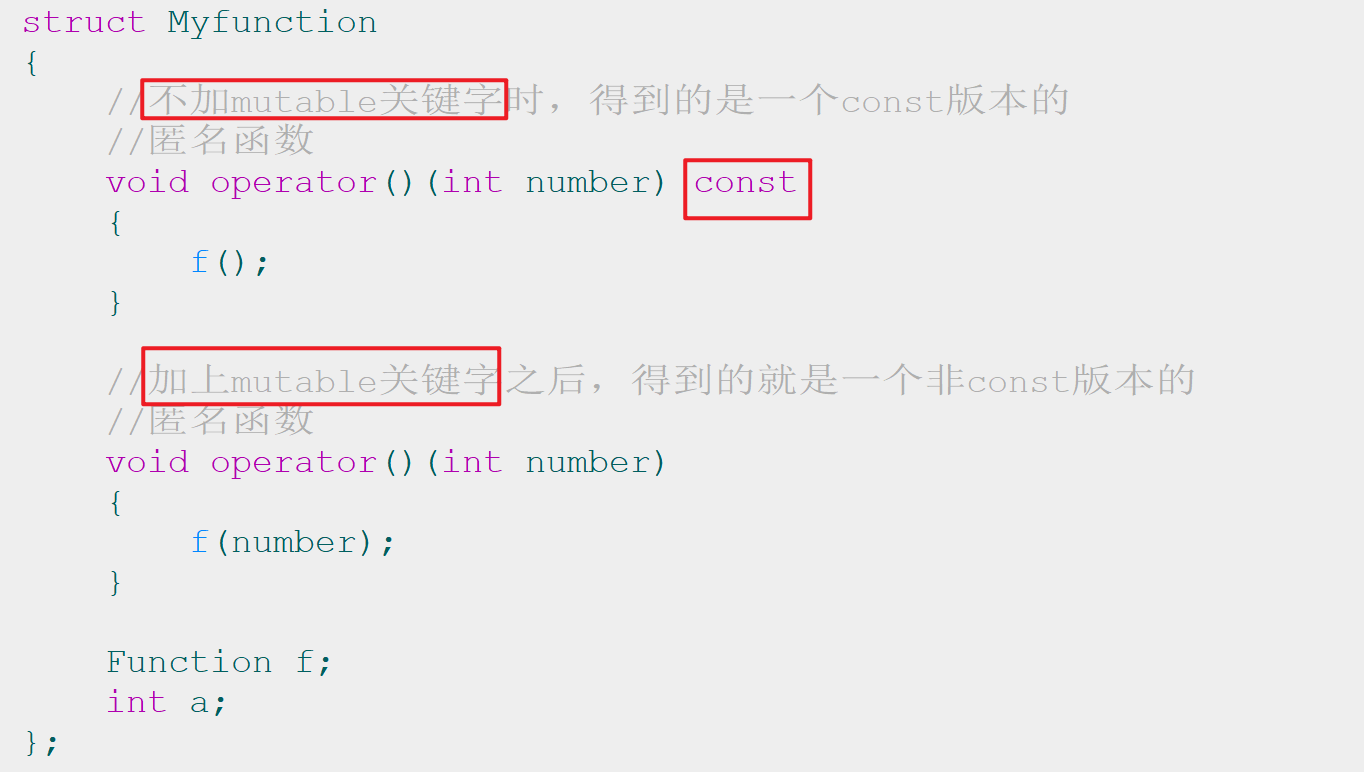 struct Myfunction
{
//不加mutable关键字时，得到的是一个const版本的
//匿名函数
void operator()(int number) const
{
f();
}
//加上mutable关键字之后，得到的就是一个非const版本的
//匿名函数
void operator()(int number)
{
f(number);
}
Function f;
int a;
};